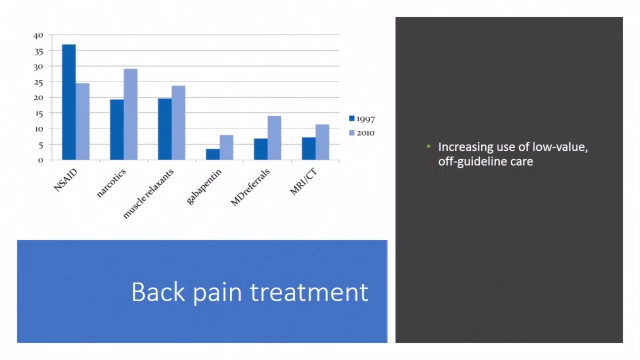 40
35
30
25
20
15
10
5
0
NSAID
narcotics
muscle relaxants
gabapentin
MD referrals
MRI/CT
1997
2010
Increasing use of low-value,
off-guideline care
Back pain treatment